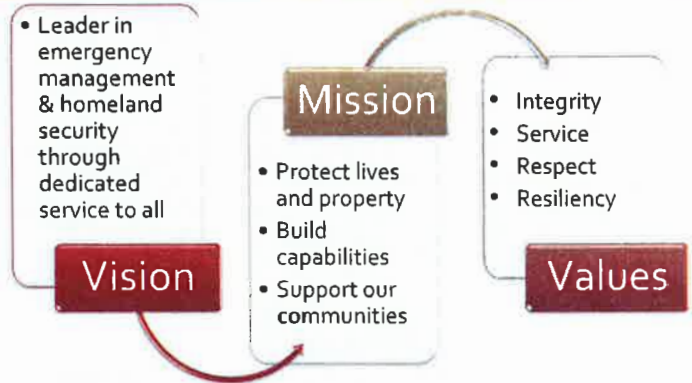 • Leader in
emergency
management
& homeland
security
through
dedicated
service to all
Vision
Mission
• Protect lives
and property
• Build
capabilities
• Support our
communities
• Integrity
• Service
• Respect
• Resiliency
Values